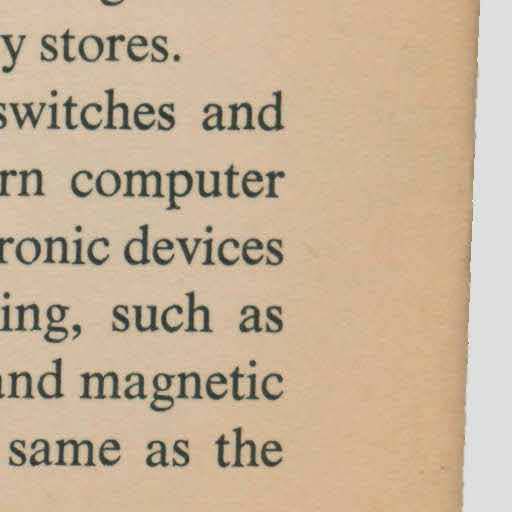 y stores.
switches and
rn computer
ronic devices
ing, such as
and magnetic
same as the